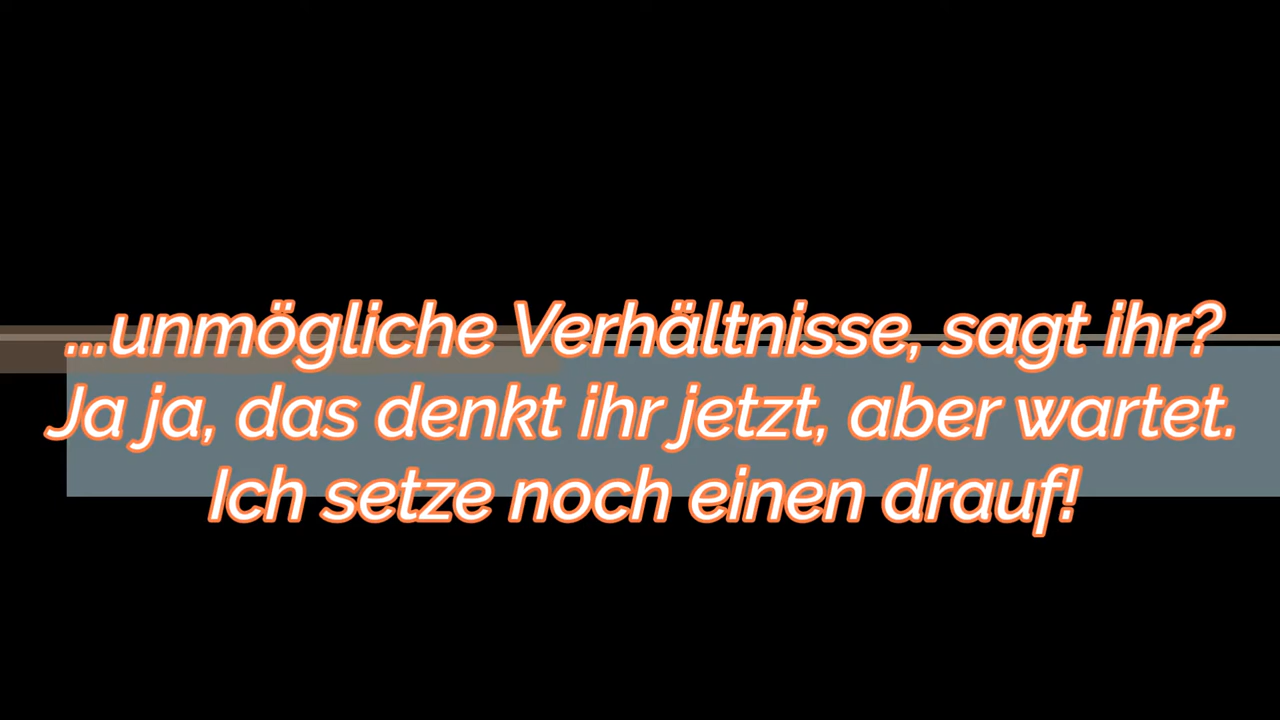 ...unmögliche Verhältnisse, sagt ihr?
Ja ja, das denkt ihr jetzt, aber wartet.
Ich setze noch einen drauf!